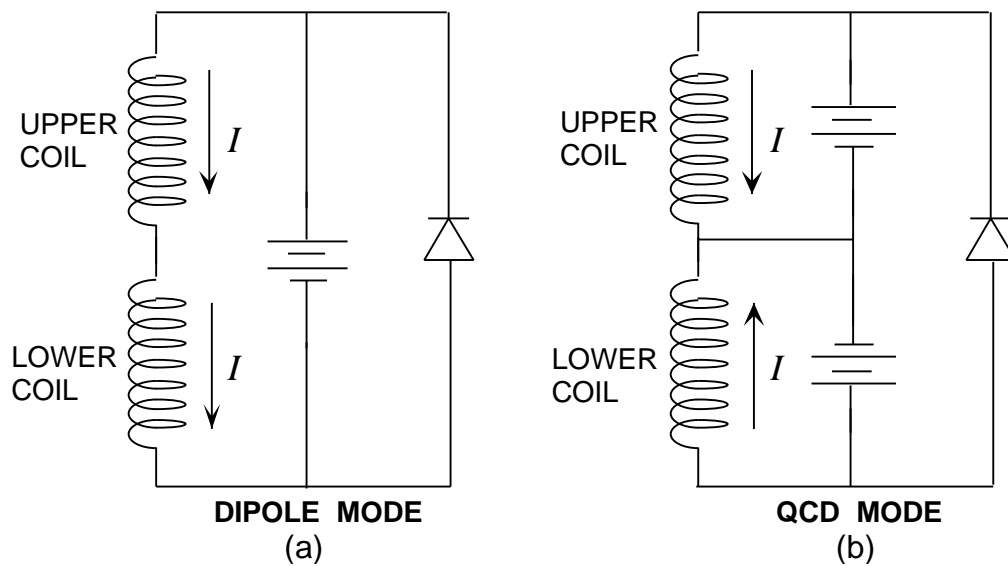 UPPER
COIL
I
LOWER
COIL
I
DIPOLE MODE
(a)
UPPER
COIL
I
LOWER
COIL
I
QCD MODE
(b)